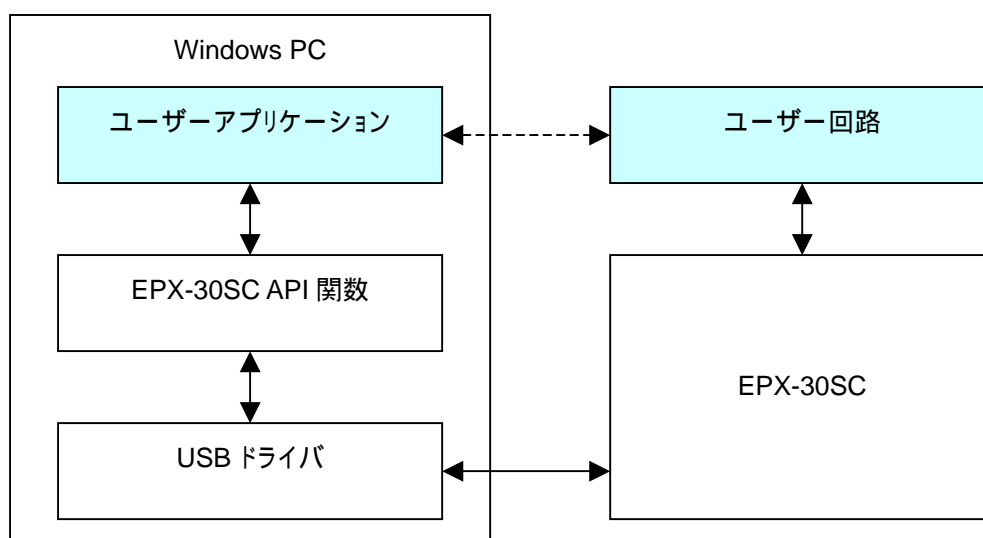 Windows PC
ユーザーアプリケーション
ユーザー回路
EPX-30SC API 関数
EPX-30SC
USB ドライバ